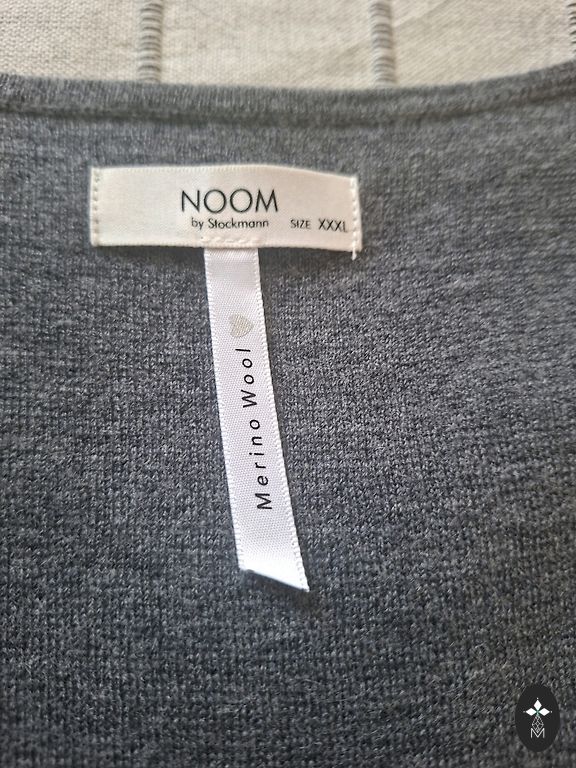 NOOM
by Stockmann SIZE XXXL
Merino Wool
M